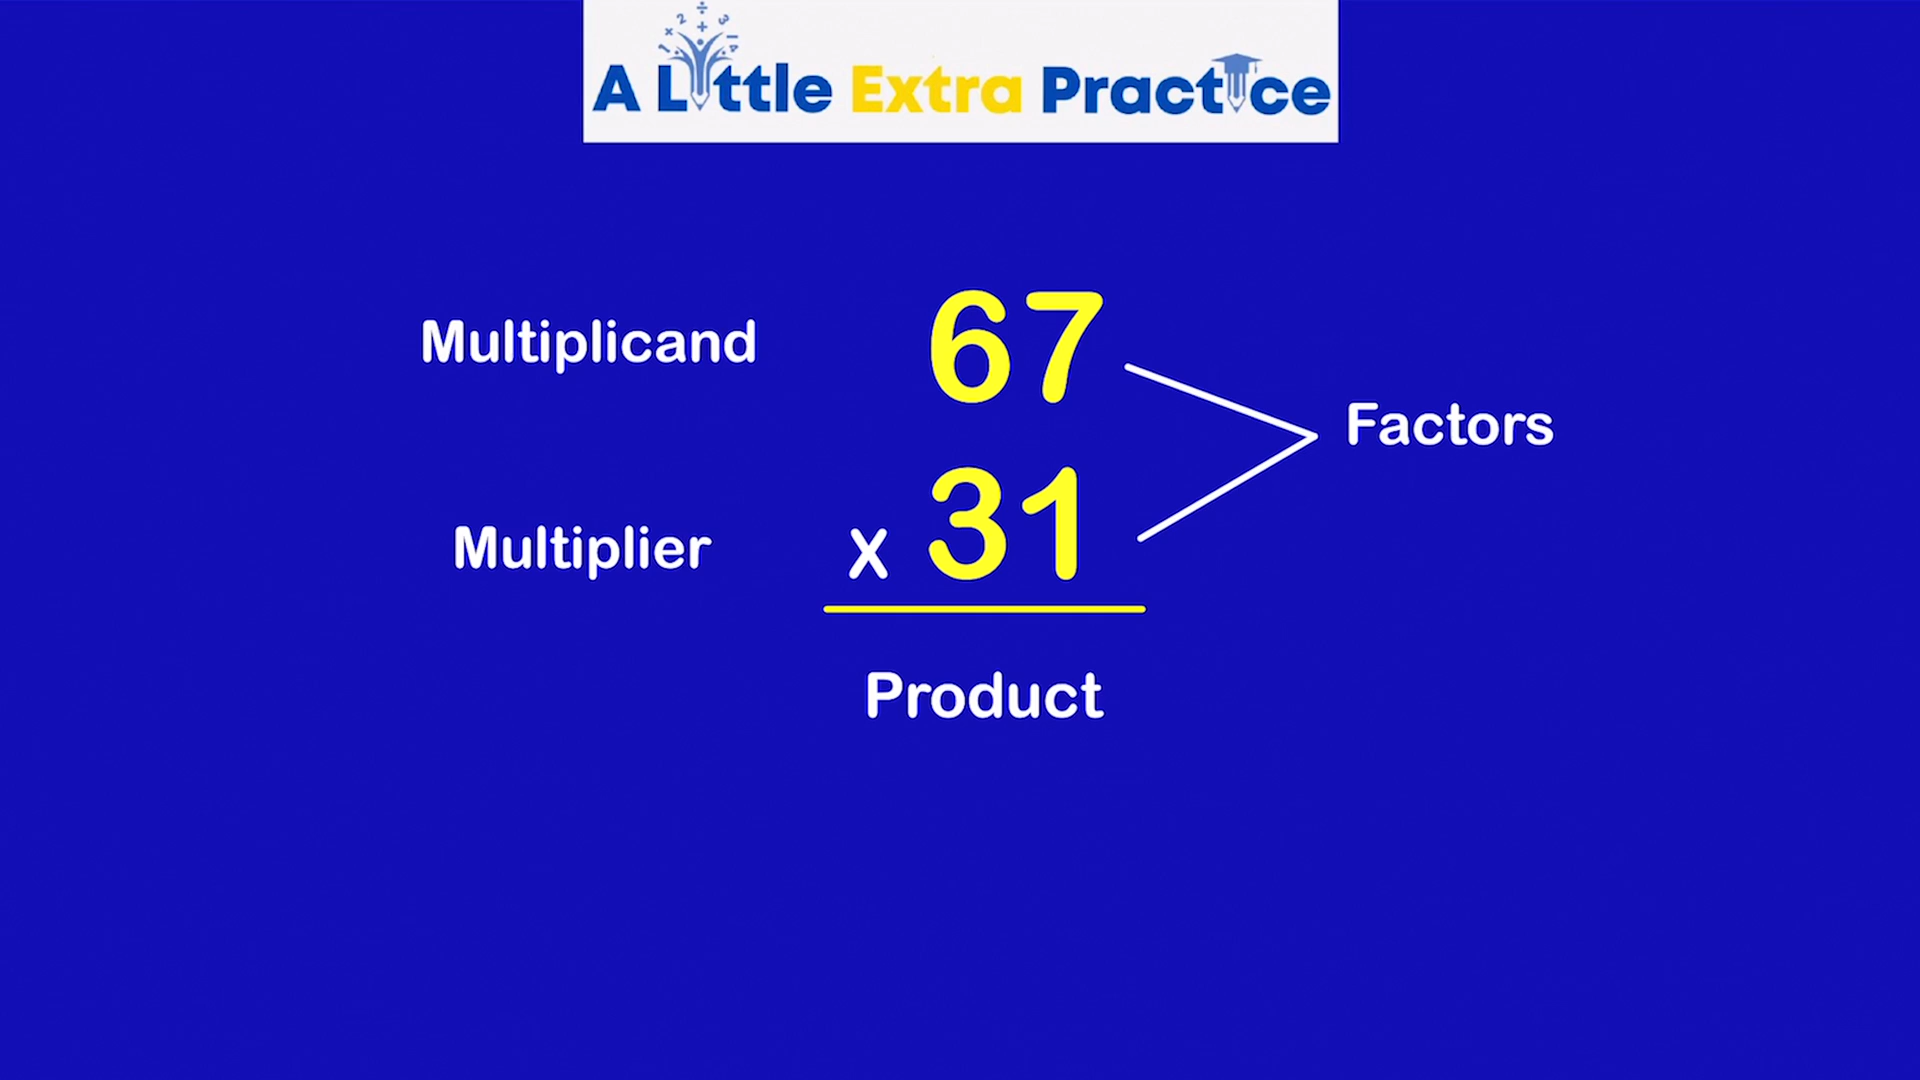 A Little Extra Practice
Multiplicand 67
Factors
Multiplier x 31
Product